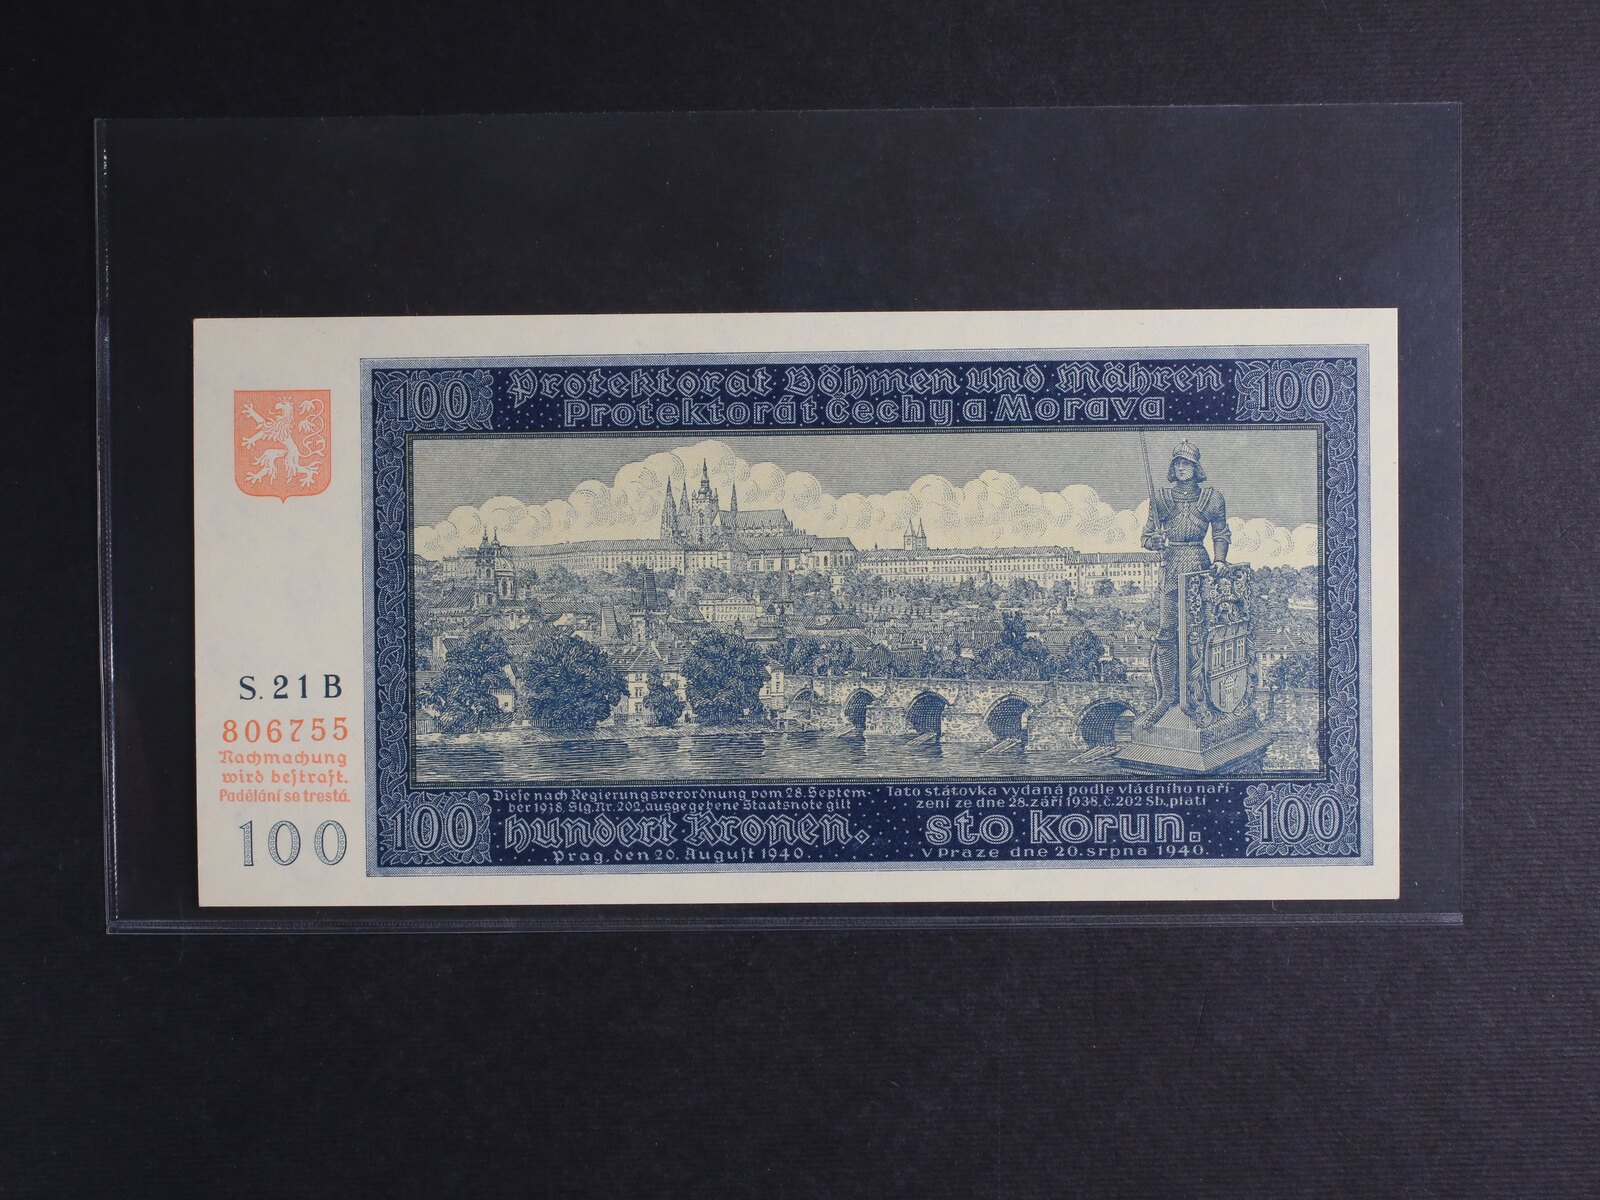 100 Protektorat Böhmen und Mähren 100
Protektorát Čechy a Morava
S. 21 B
806755
Nachmachung
wird bestraft.
Padělání se trestá.
100
Diese nach Regierungsverordnung vom 28. Septem-
ber 1938, Slg. Nr. 202, ausgegebene Staatsnote gilt
Tato státovka vydaná podle vládního naří-
zení ze dne 28. září 1938, č. 202 Sb., platí
100 hundert Kronen. sto korun. 100
Prag, den 20. August 1940.
V Praze dne 20. srpna 1940.